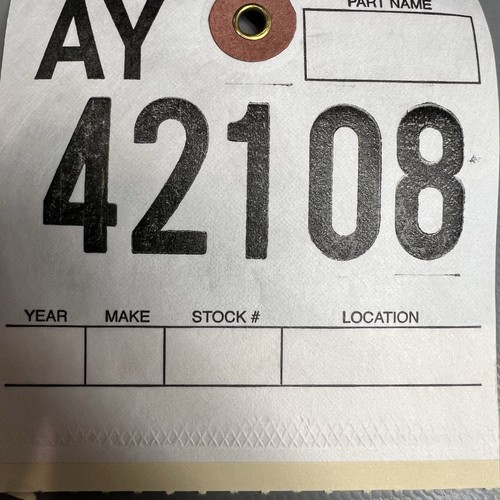 PART NAME
AY
42108
YEAR MAKE STOCK # LOCATION